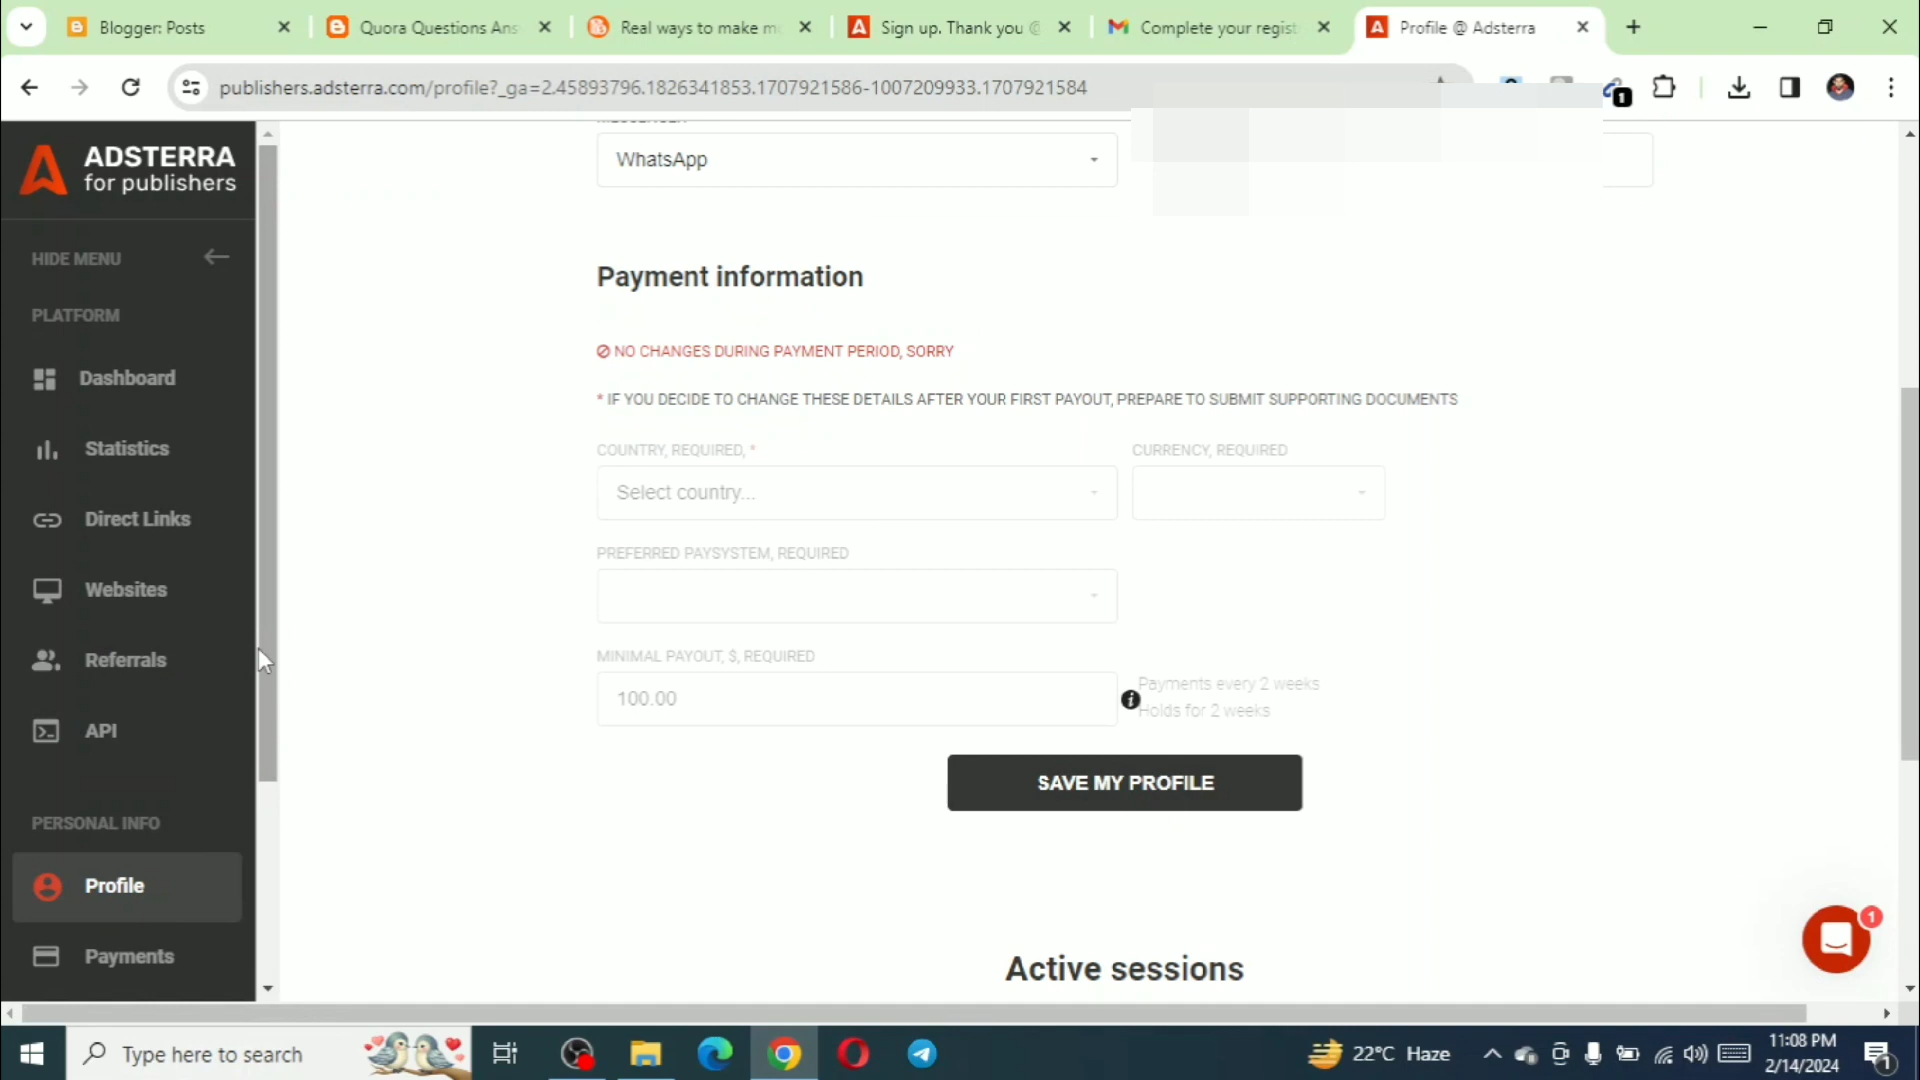 Blogger: Posts
Quora Questions Ans
Real ways to make m
Sign up. Thank you @
Complete your regist
Profile @ Adsterra
publishers.adsterra.com/profile?_ga=2.45893796.1826341853.1707921586-1007209933.1707921584
1
ADSTERRA
for publishers
HIDE MENU
PLATFORM
Dashboard
Statistics
Direct Links
Websites
Referrals
API
PERSONAL INFO
Profile
Payments
WhatsApp
Payment information
NO CHANGES DURING PAYMENT PERIOD, SORRY
* IF YOU DECIDE TO CHANGE THESE DETAILS AFTER YOUR FIRST PAYOUT, PREPARE TO SUBMIT SUPPORTING DOCUMENTS
COUNTRY, REQUIRED, *
CURRENCY, REQUIRED
Select country...
PREFERRED PAYSYSTEM, REQUIRED
MINIMAL PAYOUT, $, REQUIRED
100.00
Payments every 2 weeks
Holds for 2 weeks
SAVE MY PROFILE
Active sessions
1
Type here to search
22°C Haze
11:08 PM
2/14/2024
1